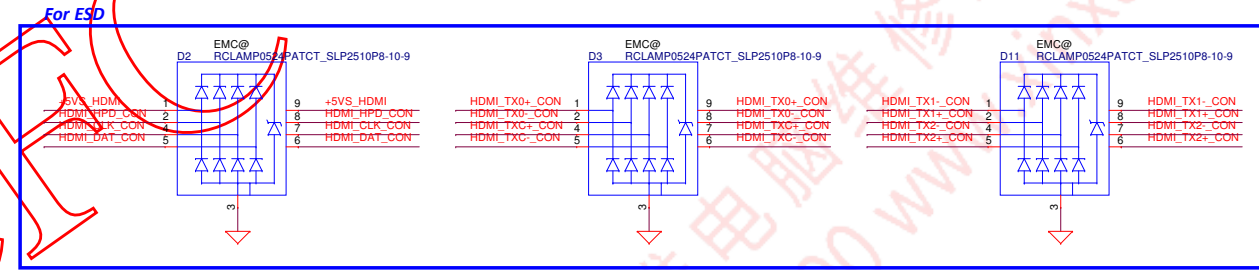 For ESD
EMC@
D2 RCLAMP0524PATCT_SLP2510P8-10-9
+5VS_HDMI 1 9 +5VS_HDMI
HDMI_HPD_CON 2 8 HDMI_HPD_CON
HDMI_CLK_CON 4 7 HDMI_CLK_CON
HDMI_DAT_CON 5 6 HDMI_DAT_CON
3
EMC@
D3 RCLAMP0524PATCT_SLP2510P8-10-9
HDMI_TX0+_CON 1 9 HDMI_TX0+_CON
HDMI_TX0-_CON 2 8 HDMI_TX0-_CON
HDMI_TXC+_CON 4 7 HDMI_TXC+_CON
HDMI_TXC-_CON 5 6 HDMI_TXC-_CON
3
EMC@
D11 RCLAMP0524PATCT_SLP2510P8-10-9
HDMI_TX1-_CON 1 9 HDMI_TX1-_CON
HDMI_TX1+_CON 2 8 HDMI_TX1+_CON
HDMI_TX2-_CON 4 7 HDMI_TX2-_CON
HDMI_TX2+_CON 5 6 HDMI_TX2+_CON
3